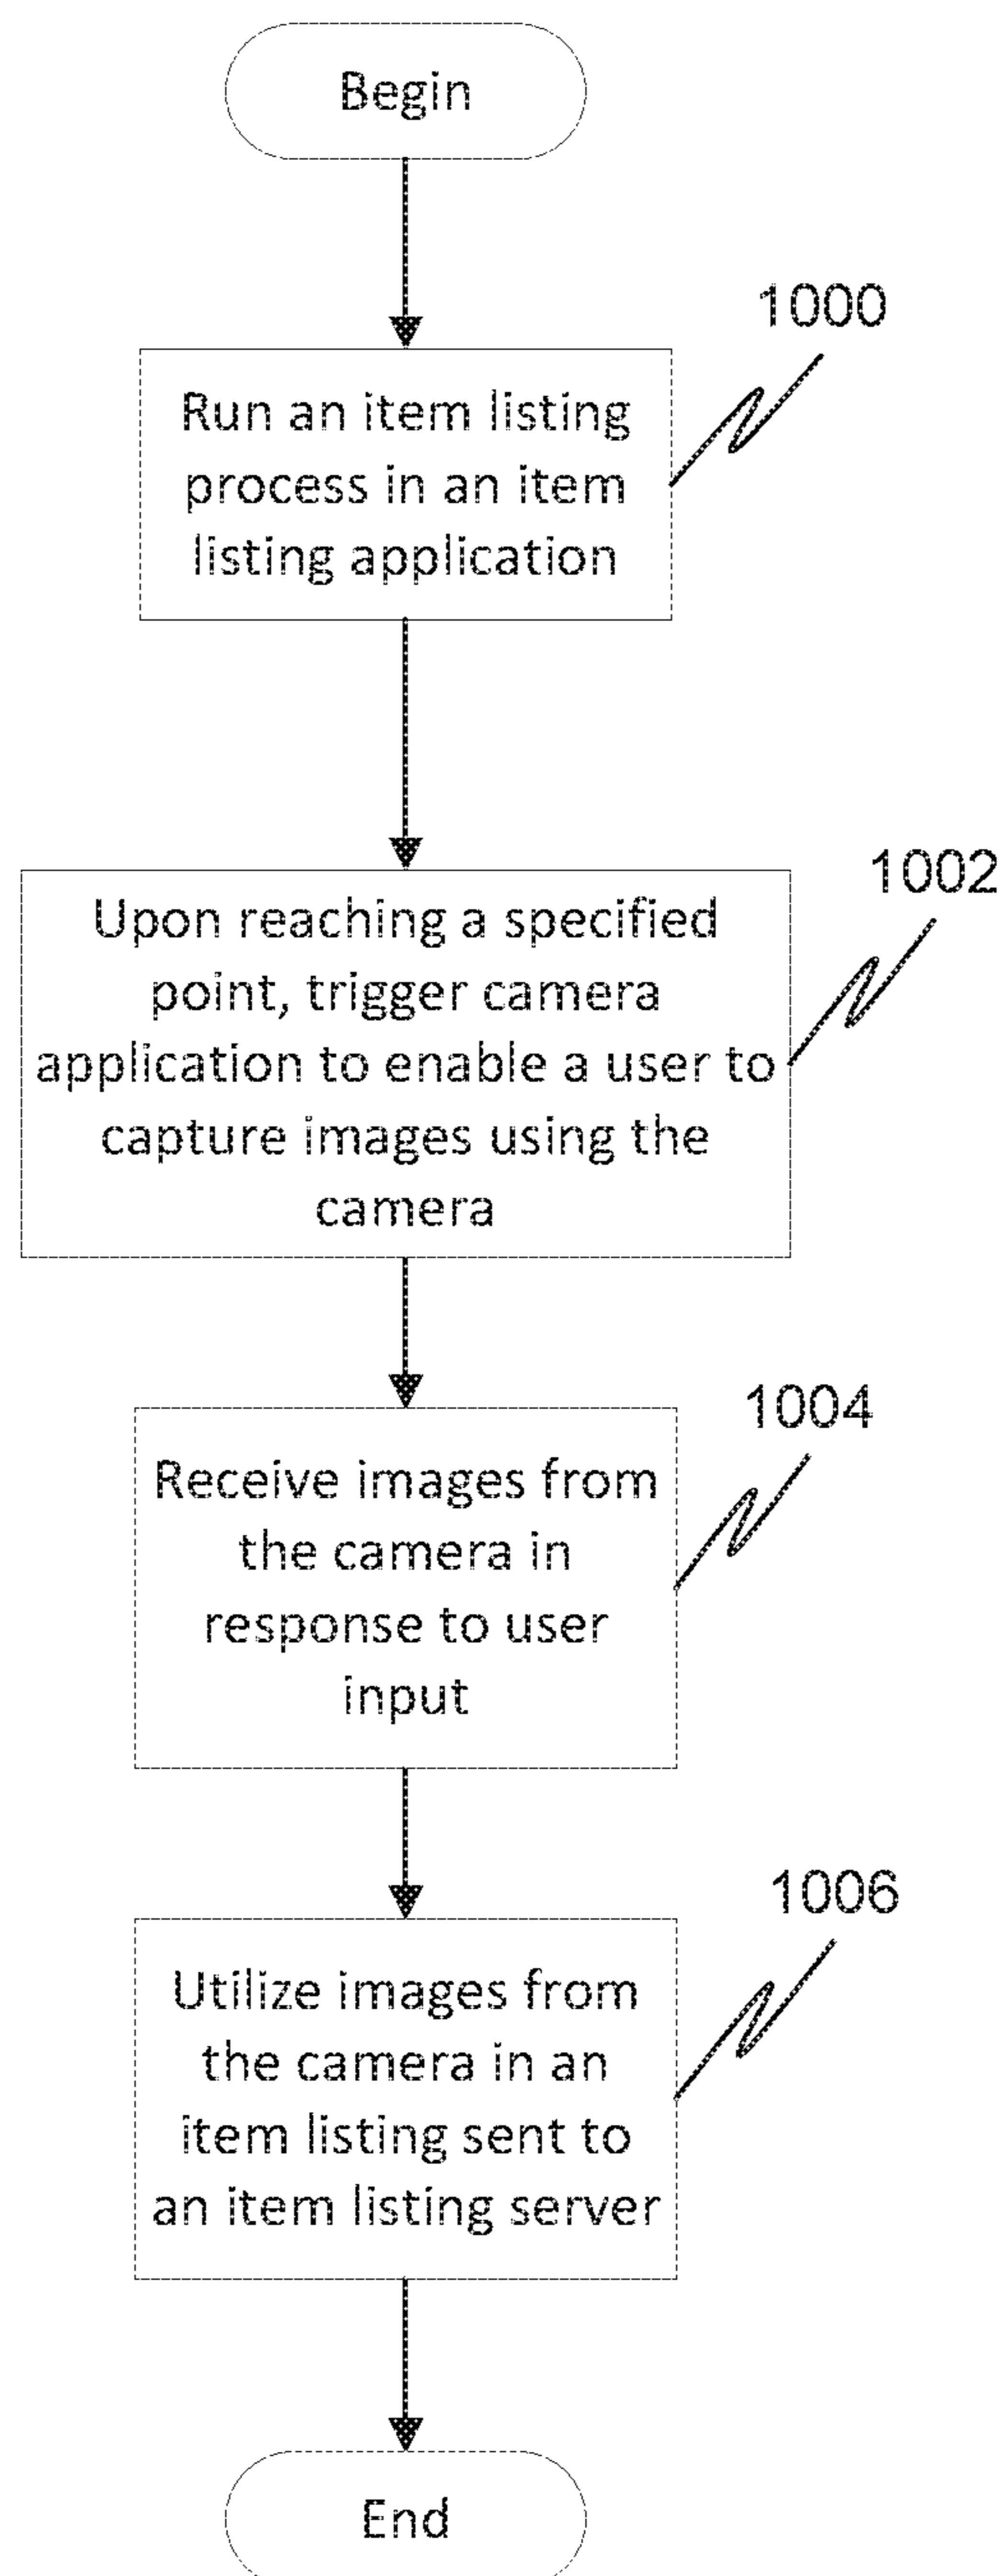 Begin
1000
Run an item listing
process in an item
listing application
1002
Upon reaching a specified
point, trigger camera
application to enable a user to
capture images using the
camera
1004
Receive images from
the camera in
response to user
input
1006
Utilize images from
the camera in an
item listing sent to
an item listing server
End